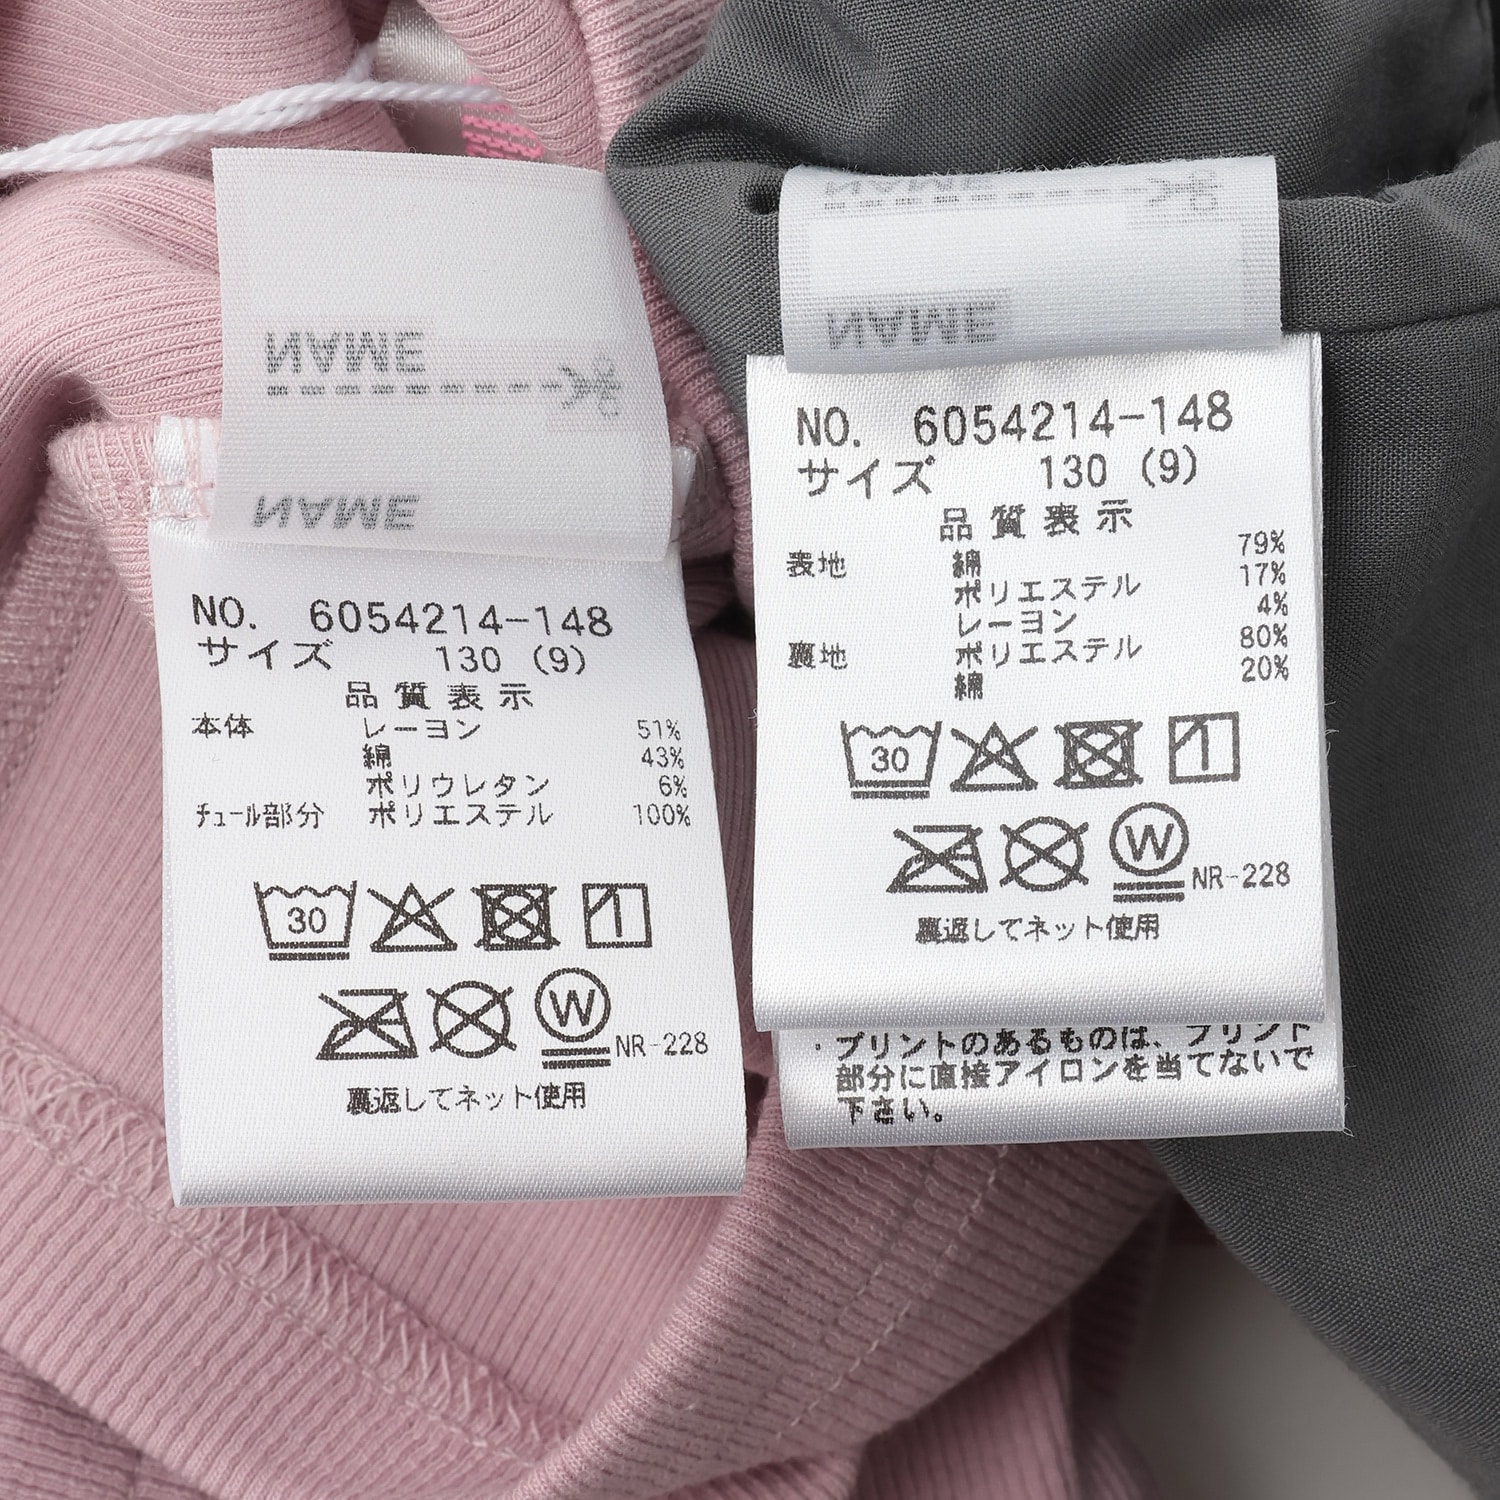 NAME
NAME
NO. 6054214-148
サイズ 130 (9)
品質表示
本体 レーヨン 51%
綿 43%
ポリウレタン 6%
チュール部分 ポリエステル 100%
30
W NR-228
裏返してネット使用
NAME
NAME
NO. 6054214-148
サイズ 130 (9)
品質表示
表地 綿 79%
ポリエステル 17%
レーヨン 4%
裏地 ポリエステル 80%
綿 20%
30
W NR-228
裏返してネット使用
・プリントのあるものは、プリント
部分に直接アイロンを当てないで
下さい。